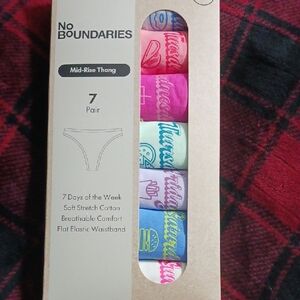 No
BOUNDARIES
Mid-Rise Thong
7
Pair
7 Days of the Week
Soft Stretch Cotton
Breathable Comfort
Flat Elastic Waistband